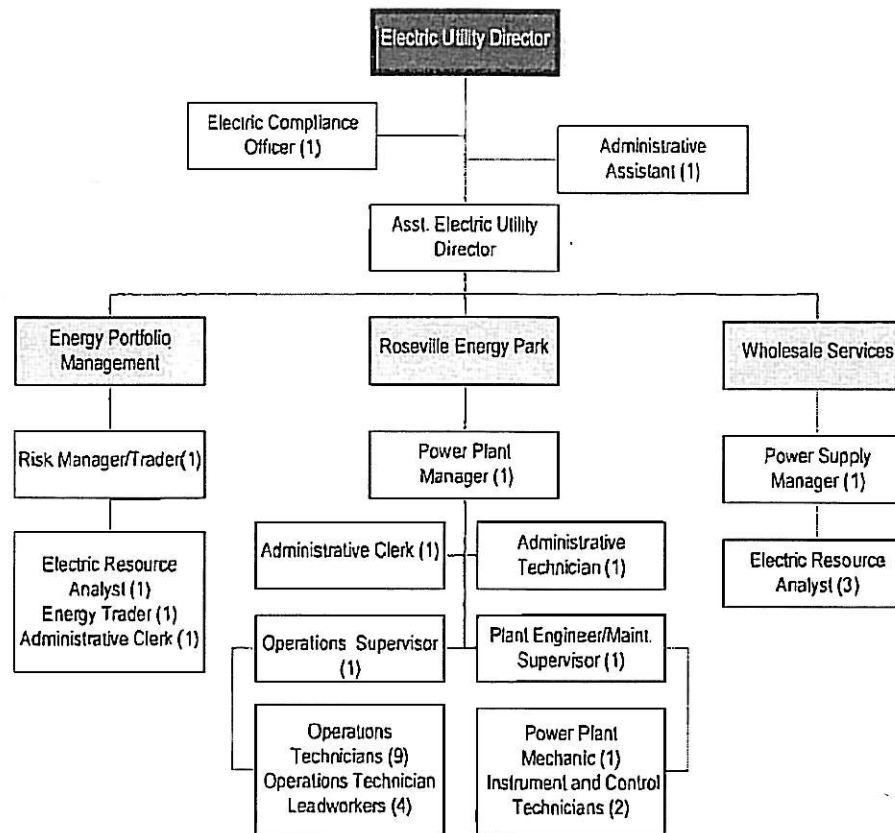 Electric Utility Director
Electric Compliance
Officer (1)
Administrative
Assistant (1)
Asst. Electric Utility
Director
Energy Portfolio
Management
Roseville Energy Park
Wholesale Services
Risk Manager/Trader(1)
Power Plant
Manager (1)
Power Supply
Manager (1)
Electric Resource
Analyst (1)
Energy Trader (1)
Administrative Clerk (1)
Administrative Clerk (1)
Administrative
Technician (1)
Electric Resource
Analyst (3)
Operations Supervisor
(1)
Plant Engineer/Maint.
Supervisor (1)
Operations
Technicians (9)
Operations Technician
Leadworkers (4)
Power Plant
Mechanic (1)
Instrument and Control
Technicians (2)